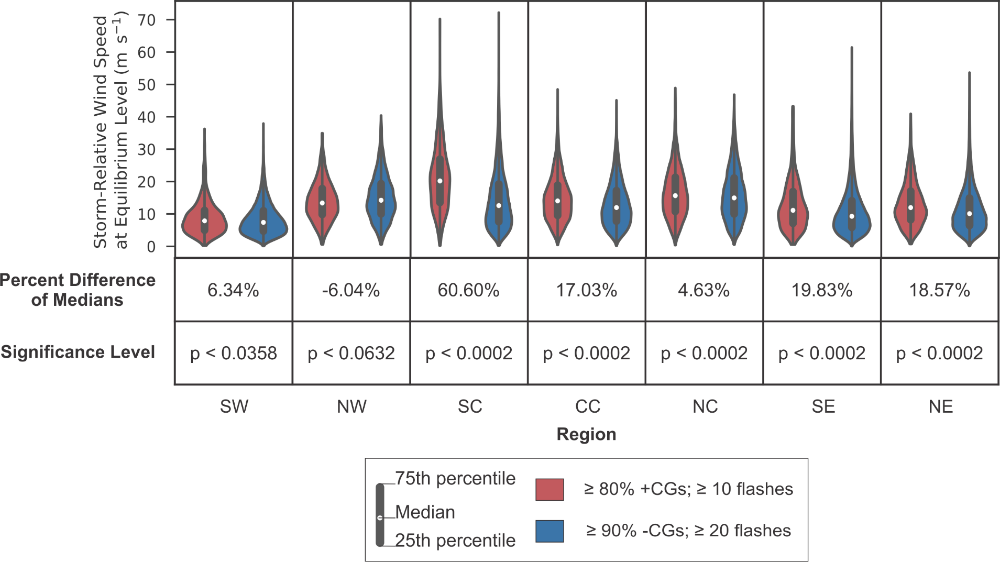 Storm-Relative Wind Speed
at Equilibrium Level (m s⁻¹)
70
60
50
40
30
20
10
0
Percent Difference
of Medians
6.34%
-6.04%
60.60%
17.03%
4.63%
19.83%
18.57%
Significance Level
p < 0.0358
p < 0.0632
p < 0.0002
p < 0.0002
p < 0.0002
p < 0.0002
p < 0.0002
SW
NW
SC
CC
NC
SE
NE
Region
75th percentile
Median
25th percentile
≥ 80% +CGs; ≥ 10 flashes
≥ 90% -CGs; ≥ 20 flashes